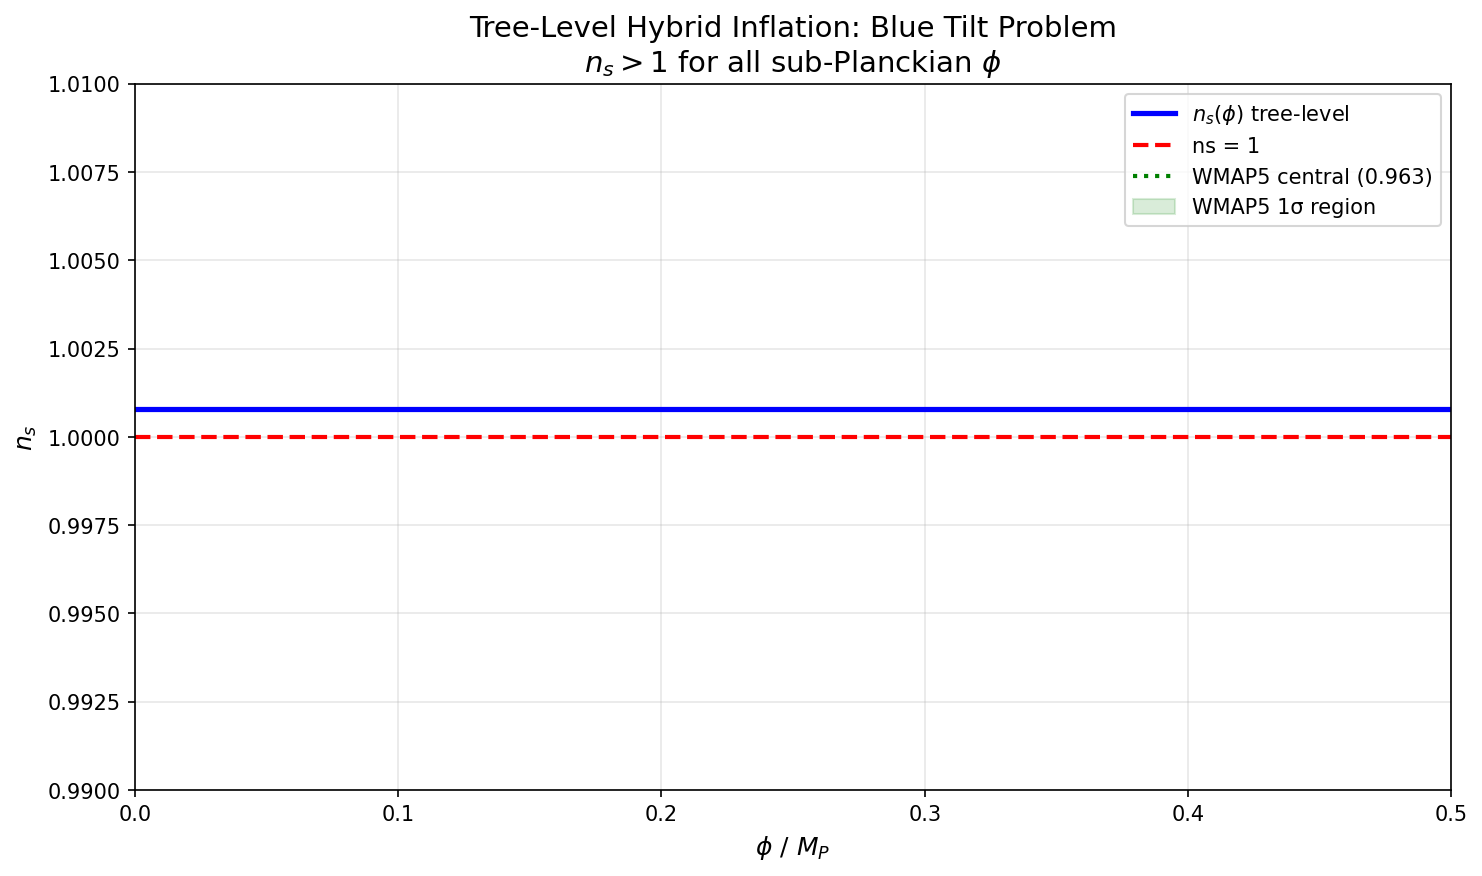 Tree-Level Hybrid Inflation: Blue Tilt Problem
n_s > 1 for all sub-Planckian ϕ
n_s(ϕ) tree-level
ns = 1
WMAP5 central (0.963)
WMAP5 1σ region
1.0100
1.0075
1.0050
1.0025
1.0000
0.9975
0.9950
0.9925
0.9900
n_s
0.0 0.1 0.2 0.3 0.4 0.5
ϕ / M_P